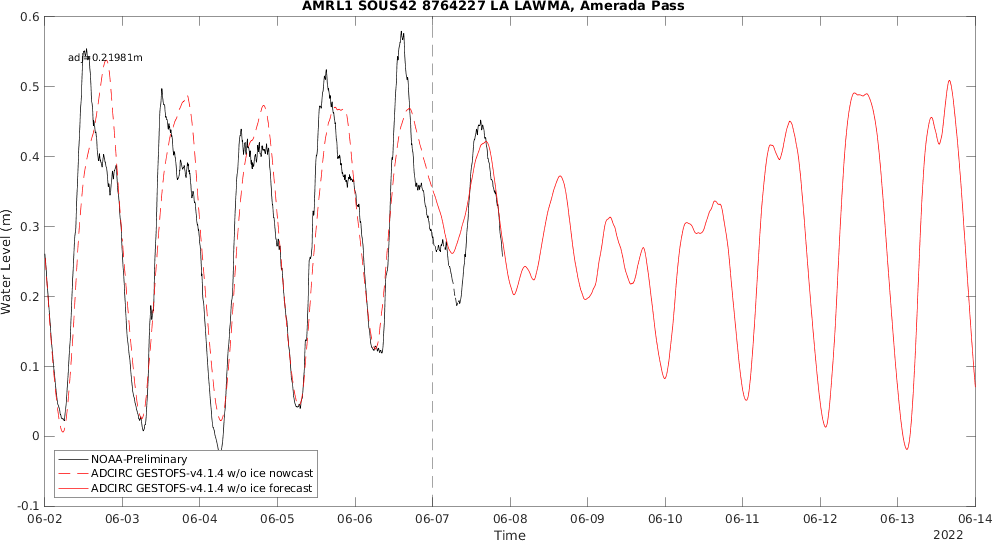 AMRL1 SOUS42 8764227 LA LAWMA, Amerada Pass
0.6
adj=0.21981m
0.5
0.4
0.3
0.2
0.1
0
-0.1
Water Level (m)
NOAA-Preliminary
ADCIRC GESTOFS-v4.1.4 w/o ice nowcast
ADCIRC GESTOFS-v4.1.4 w/o ice forecast
06-02 06-03 06-04 06-05 06-06 06-07 06-08 06-09 06-10 06-11 06-12 06-13 06-14
Time
2022